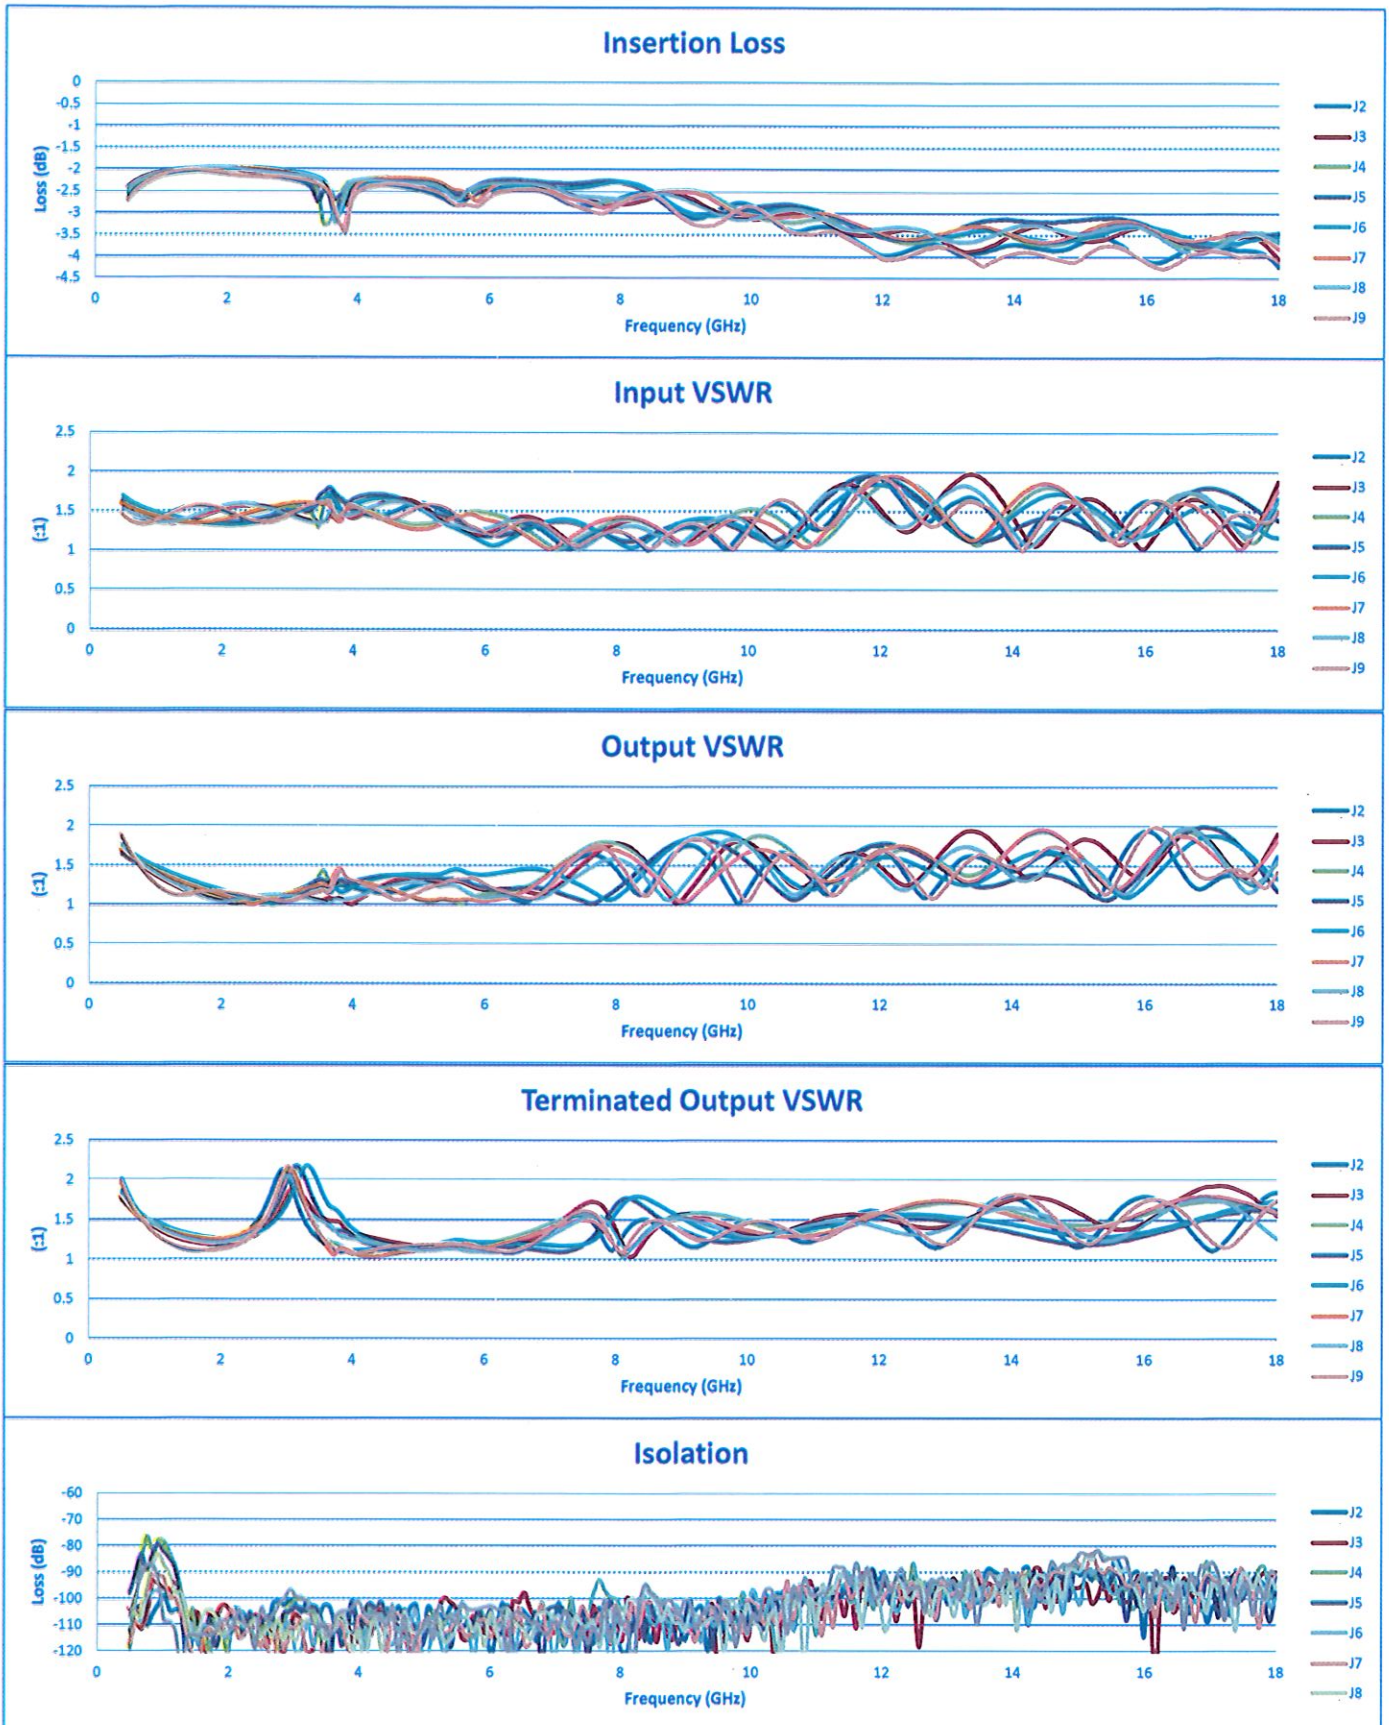 Insertion Loss
0
-0.5
-1
-1.5
-2
-2.5
-3
-3.5
-4
-4.5
Loss (dB)
0 2 4 6 8 10 12 14 16 18
Frequency (GHz)
J2
J3
J4
J5
J6
J7
J8
J9
Input VSWR
2.5
2
1.5
1
0.5
0
(:1)
0 2 4 6 8 10 12 14 16 18
Frequency (GHz)
J2
J3
J4
J5
J6
J7
J8
J9
Output VSWR
2.5
2
1.5
1
0.5
0
(:1)
0 2 4 6 8 10 12 14 16 18
Frequency (GHz)
J2
J3
J4
J5
J6
J7
J8
J9
Terminated Output VSWR
2.5
2
1.5
1
0.5
0
(:1)
0 2 4 6 8 10 12 14 16 18
Frequency (GHz)
J2
J3
J4
J5
J6
J7
J8
J9
Isolation
-60
-70
-80
-90
-100
-110
-120
Loss (dB)
0 2 4 6 8 10 12 14 16 18
Frequency (GHz)
J2
J3
J4
J5
J6
J7
J8